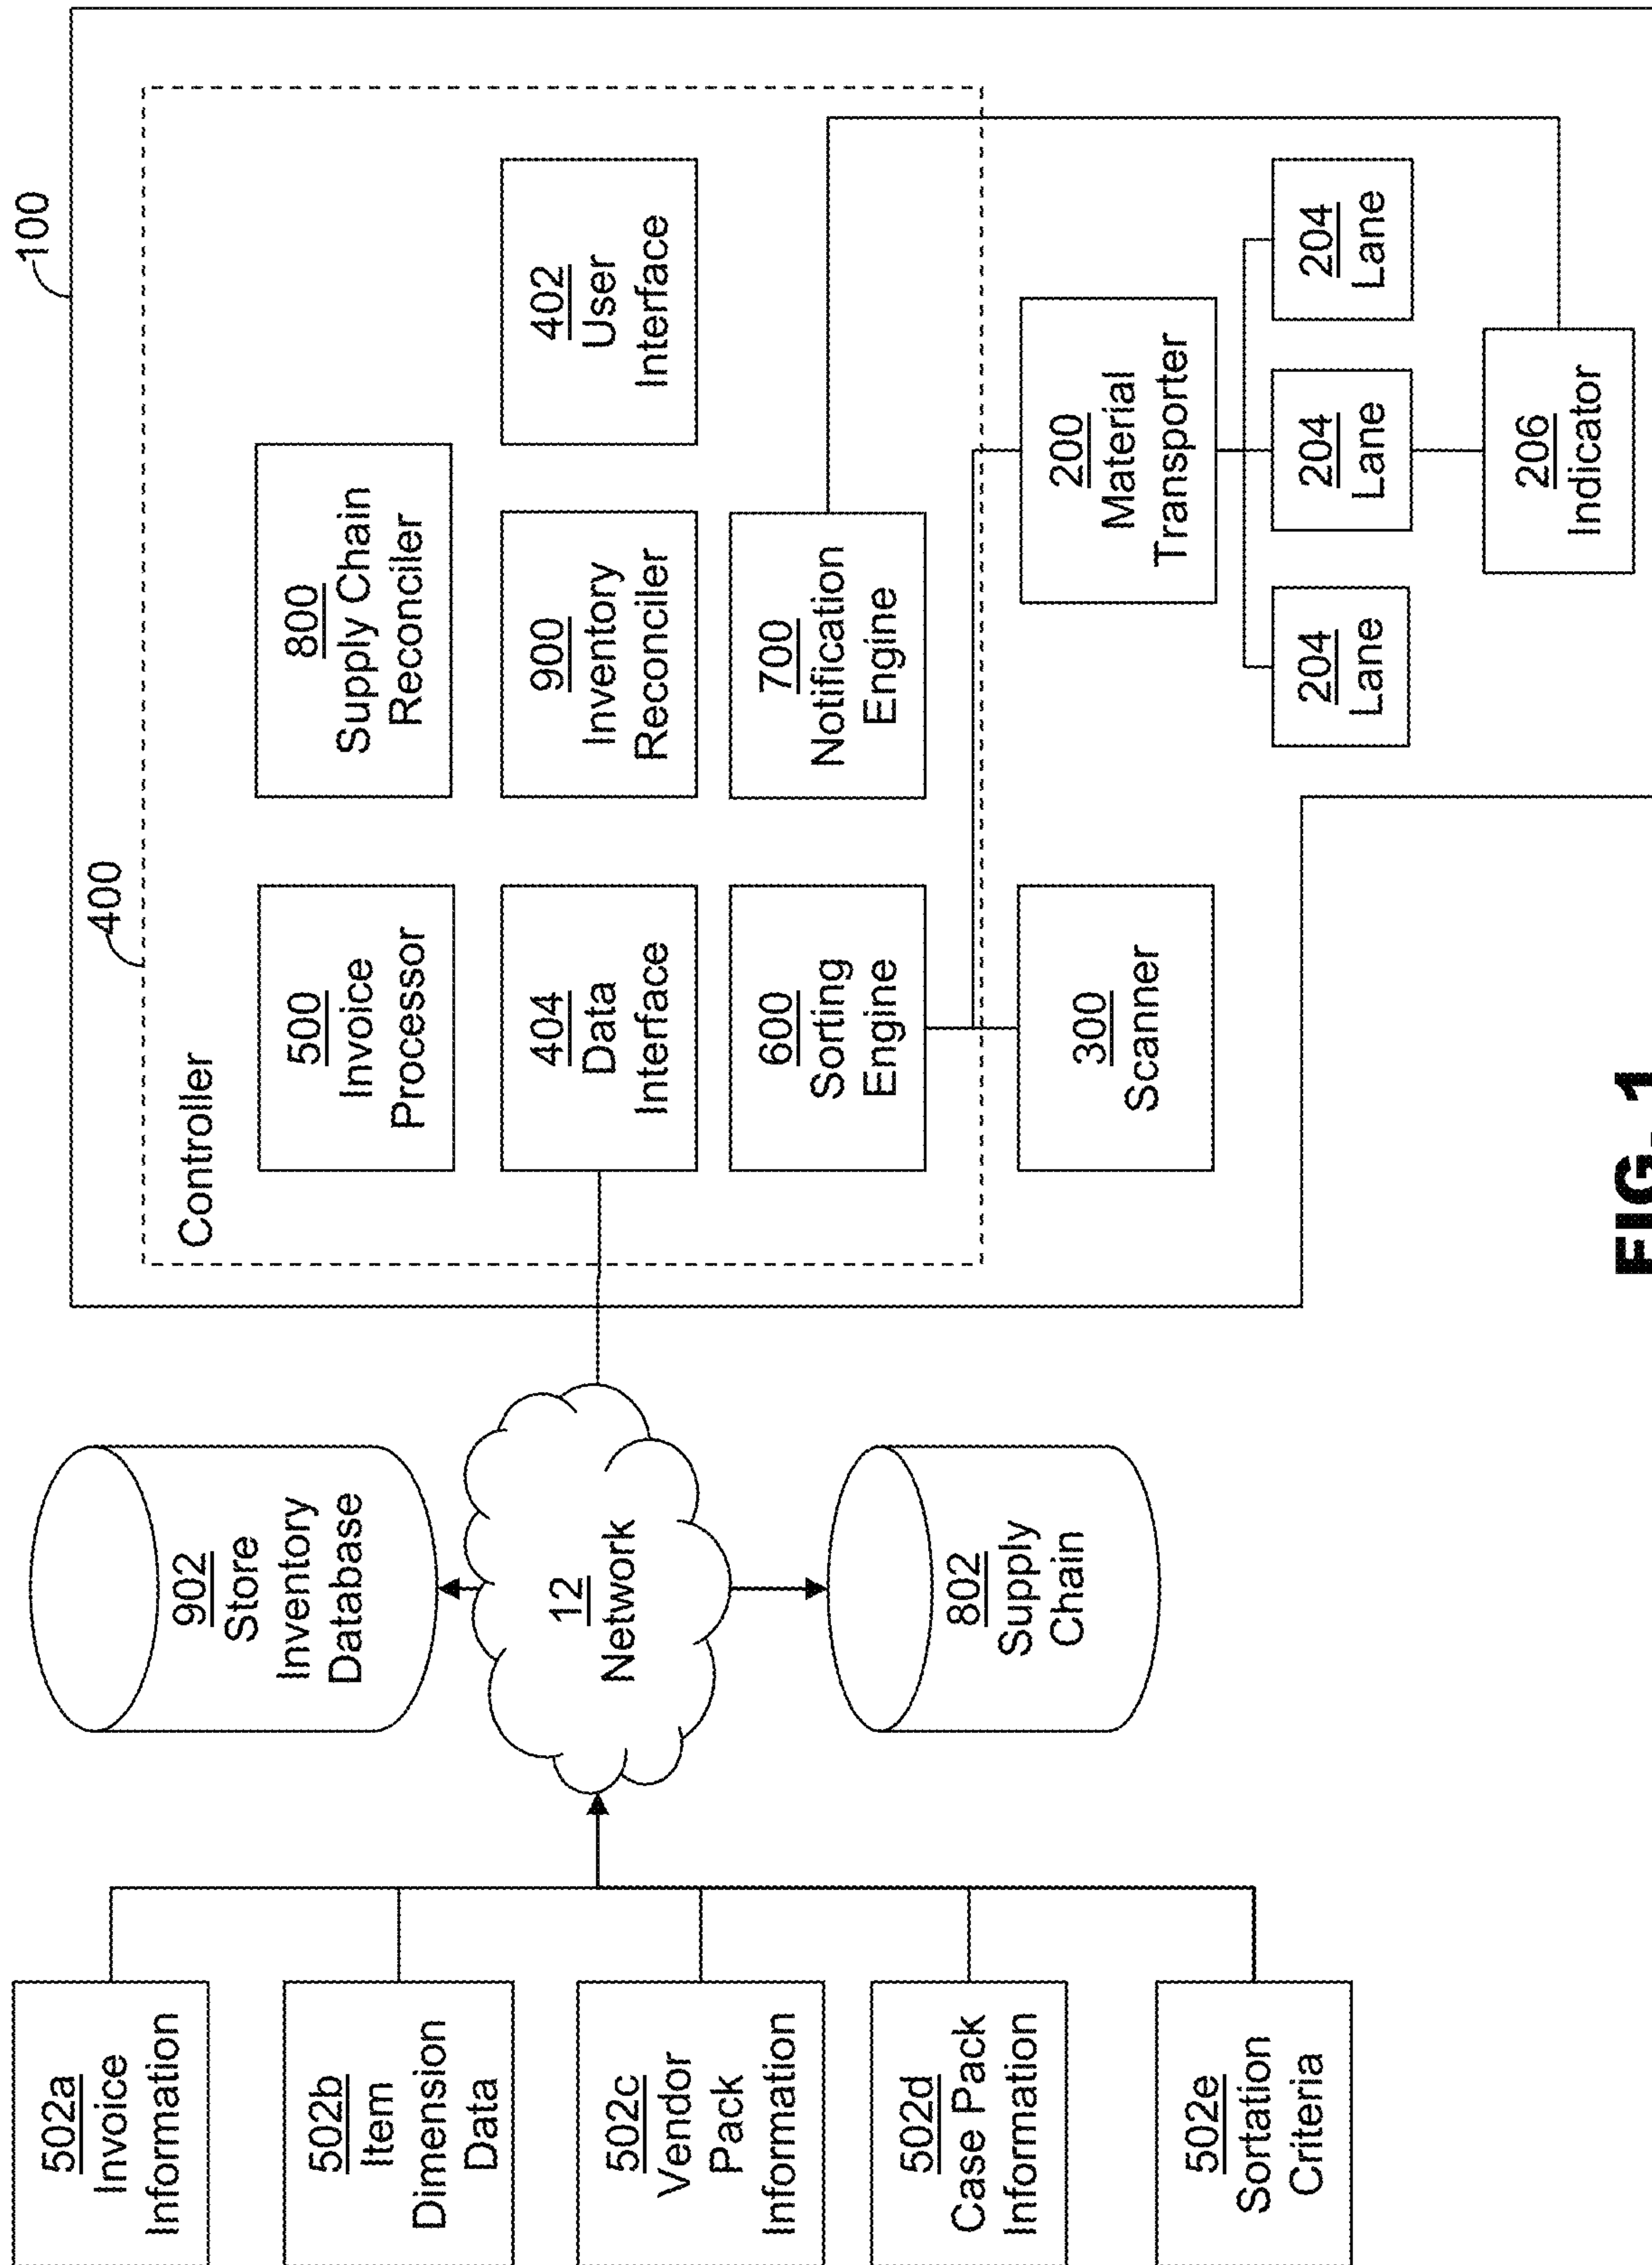 100
400
Controller
500
Invoice
Processor
800
Supply Chain
Reconciler
404
Data
Interface
900
Inventory
Reconciler
402
User
Interface
600
Sorting
Engine
700
Notification
Engine
300
Scanner
200
Material
Transporter
204
Lane
204
Lane
204
Lane
206
Indicator
902
Store
Inventory
Database
12
Network
802
Supply
Chain
502a
Invoice
Information
502b
Item
Dimension
Data
502c
Vendor
Pack
Information
502d
Case Pack
Information
502e
Sortation
Criteria
FIG. 1